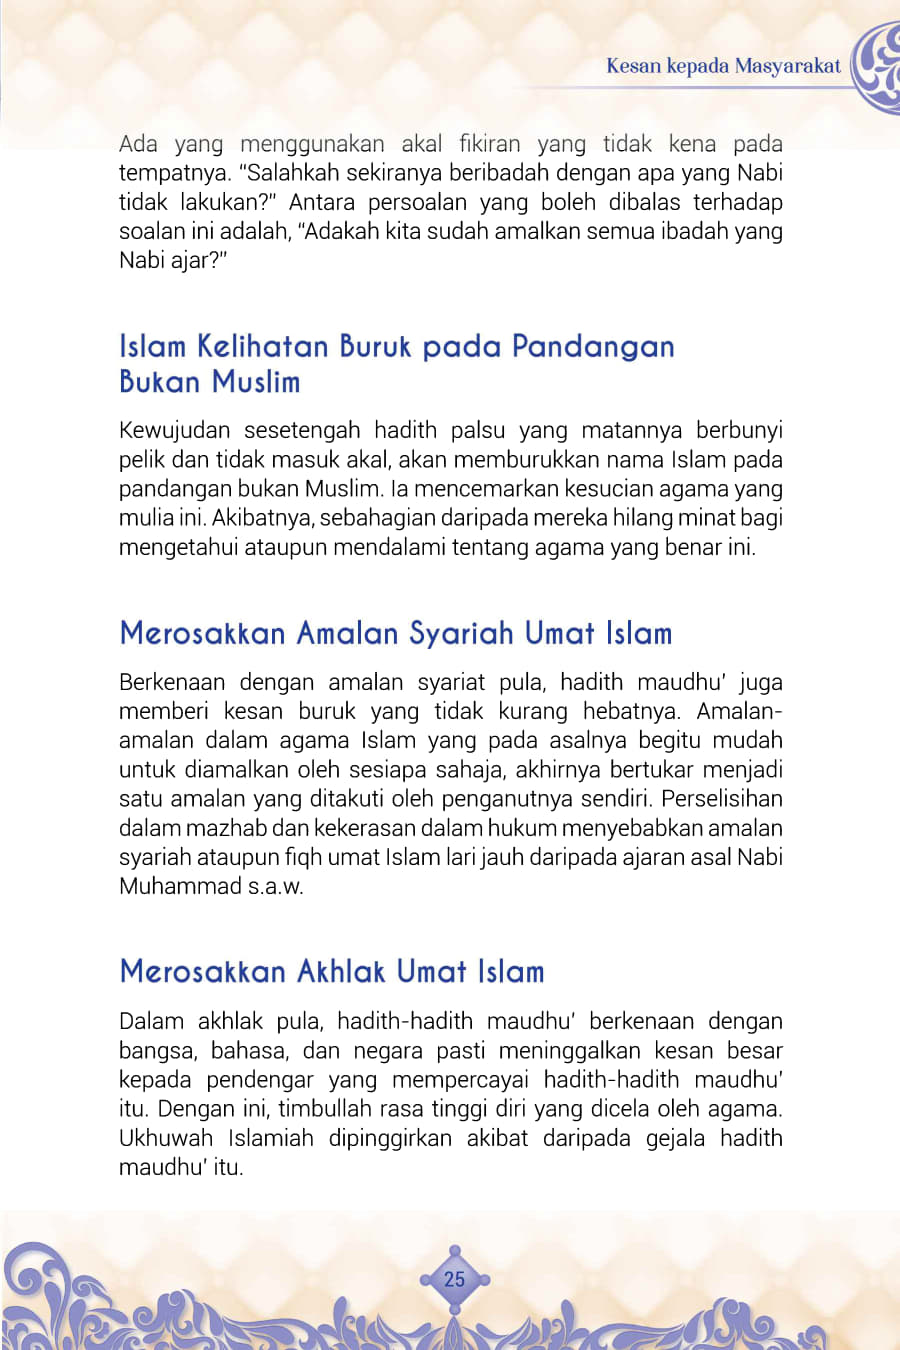 Kesan kepada Masyarakat
Ada yang menggunakan akal fikiran yang tidak kena pada
tempatnya. “Salahkah sekiranya beribadah dengan apa yang Nabi
tidak lakukan?” Antara persoalan yang boleh dibalas terhadap
soalan ini adalah, “Adakah kita sudah amalkan semua ibadah yang
Nabi ajar?”
Islam Kelihatan Buruk pada Pandangan
Bukan Muslim
Kewujudan sesetengah hadith palsu yang matannya berbunyi
pelik dan tidak masuk akal, akan memburukkan nama Islam pada
pandangan bukan Muslim. Ia mencemarkan kesucian agama yang
mulia ini. Akibatnya, sebahagian daripada mereka hilang minat bagi
mengetahui ataupun mendalami tentang agama yang benar ini.
Merosakkan Amalan Syariah Umat Islam
Berkenaan dengan amalan syariat pula, hadith maudhu’ juga
memberi kesan buruk yang tidak kurang hebatnya. Amalan-
amalan dalam agama Islam yang pada asalnya begitu mudah
untuk diamalkan oleh sesiapa sahaja, akhirnya bertukar menjadi
satu amalan yang ditakuti oleh penganutnya sendiri. Perselisihan
dalam mazhab dan kekerasan dalam hukum menyebabkan amalan
syariah ataupun fiqh umat Islam lari jauh daripada ajaran asal Nabi
Muhammad s.a.w.
Merosakkan Akhlak Umat Islam
Dalam akhlak pula, hadith-hadith maudhu’ berkenaan dengan
bangsa, bahasa, dan negara pasti meninggalkan kesan besar
kepada pendengar yang mempercayai hadith-hadith maudhu’
itu. Dengan ini, timbullah rasa tinggi diri yang dicela oleh agama.
Ukhuwah Islamiah dipinggirkan akibat daripada gejala hadith
maudhu’ itu.
25